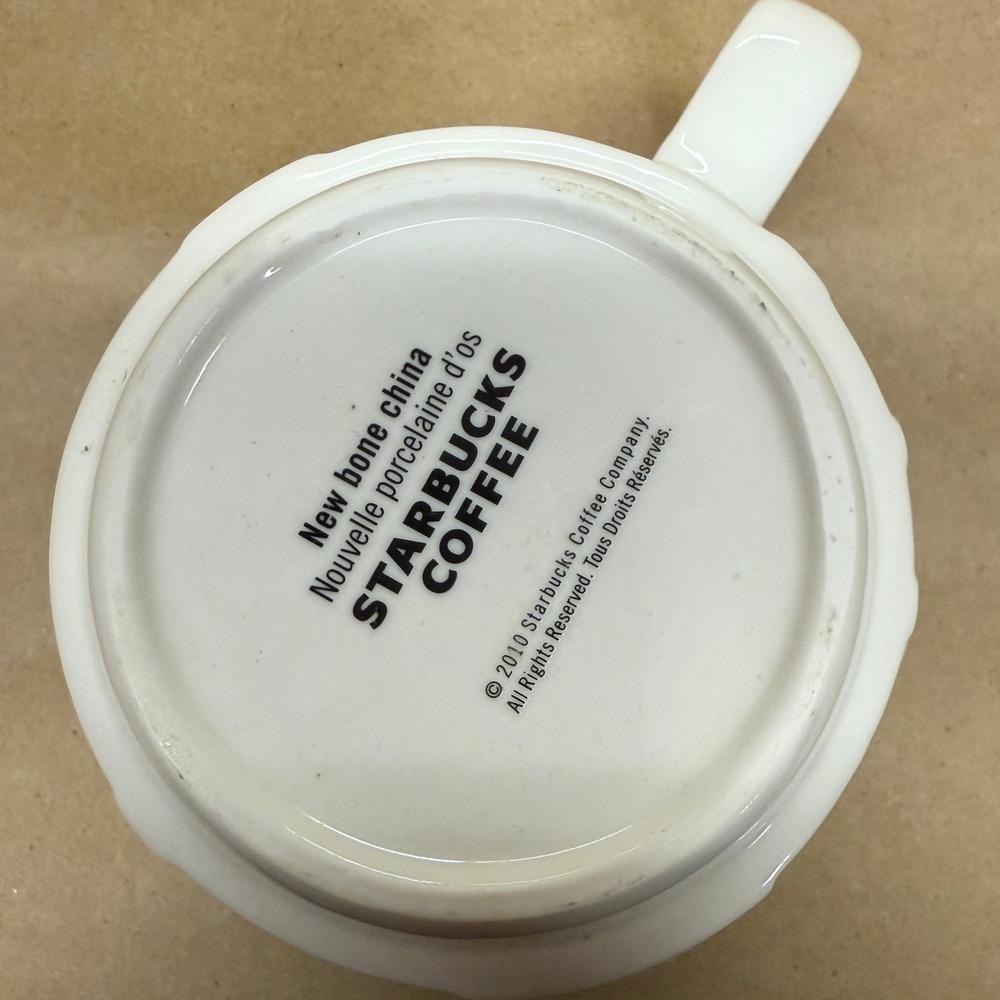 New bone china
Nouvelle porcelaine d'os
STARBUCKS
COFFEE
© 2010 Starbucks Coffee Company.
All Rights Reserved. Tous Droits Réservés.